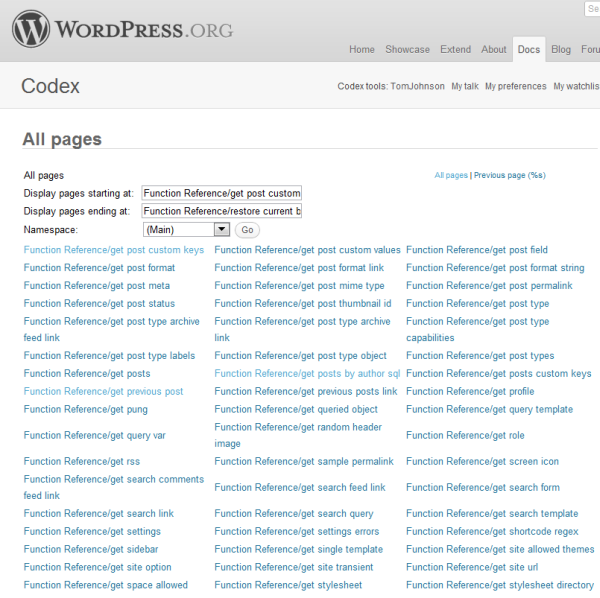 Se
WORDPRESS.ORG
Home Showcase Extend About Docs Blog Foru
Codex
Codex tools: TomJohnson My talk My preferences My watchlis
All pages
All pages
All pages | Previous page (%s)
Display pages starting at: Function Reference/get post custom
Display pages ending at: Function Reference/restore current b
Namespace: (Main) Go
Function Reference/get post custom keys Function Reference/get post custom values Function Reference/get post field
Function Reference/get post format Function Reference/get post format link Function Reference/get post format string
Function Reference/get post meta Function Reference/get post mime type Function Reference/get post permalink
Function Reference/get post status Function Reference/get post thumbnail id Function Reference/get post type
Function Reference/get post type archive Function Reference/get post type archive Function Reference/get post type
feed link link capabilities
Function Reference/get post type labels Function Reference/get post type object Function Reference/get post types
Function Reference/get posts Function Reference/get posts by author sql Function Reference/get posts custom keys
Function Reference/get previous post Function Reference/get previous posts link Function Reference/get profile
Function Reference/get pung Function Reference/get queried object Function Reference/get query template
Function Reference/get query var Function Reference/get random header Function Reference/get role
image
Function Reference/get rss Function Reference/get sample permalink Function Reference/get screen icon
Function Reference/get search comments Function Reference/get search feed link Function Reference/get search form
feed link
Function Reference/get search link Function Reference/get search query Function Reference/get search template
Function Reference/get settings Function Reference/get settings errors Function Reference/get shortcode regex
Function Reference/get sidebar Function Reference/get single template Function Reference/get site allowed themes
Function Reference/get site option Function Reference/get site transient Function Reference/get site url
Function Reference/get space allowed Function Reference/get stylesheet Function Reference/get stylesheet directory